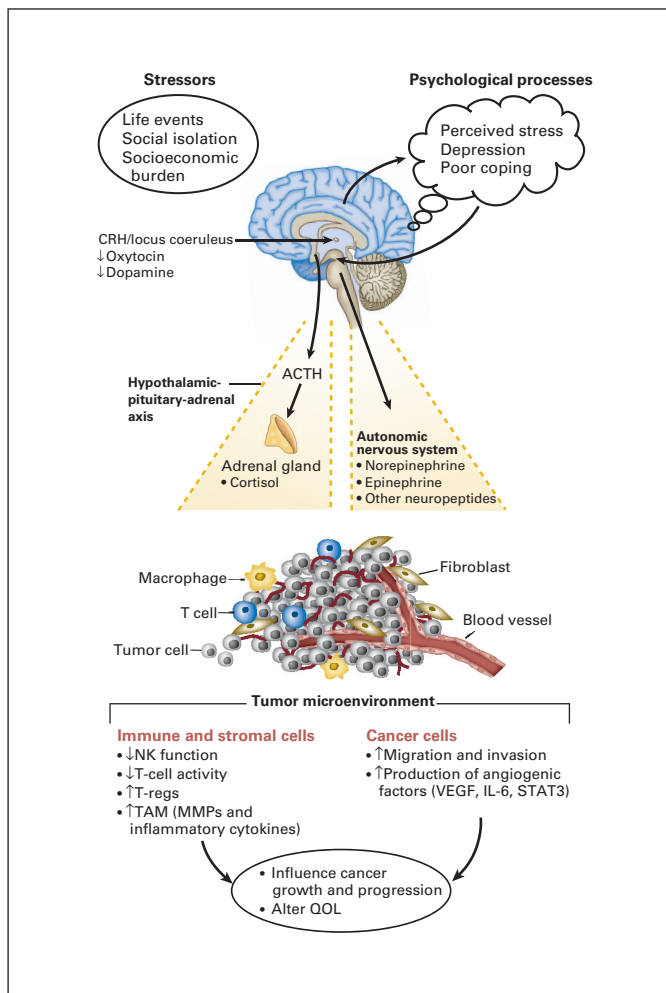 Stressors
Life events
Social isolation
Socioeconomic
burden
Psychological processes
Perceived stress
Depression
Poor coping
CRH/locus coeruleus
↓Oxytocin
↓Dopamine
Hypothalamic-
pituitary-adrenal
axis
ACTH
Adrenal gland
• Cortisol
Autonomic
nervous system
• Norepinephrine
• Epinephrine
• Other neuropeptides
Macrophage
T cell
Tumor cell
Fibroblast
Blood vessel
Tumor microenvironment
Immune and stromal cells
• ↓NK function
• ↓T-cell activity
• ↑T-regs
• ↑TAM (MMPs and
inflammatory cytokines)
Cancer cells
• ↑Migration and invasion
• ↑Production of angiogenic
factors (VEGF, IL-6, STAT3)
• Influence cancer
growth and progression
• Alter QOL